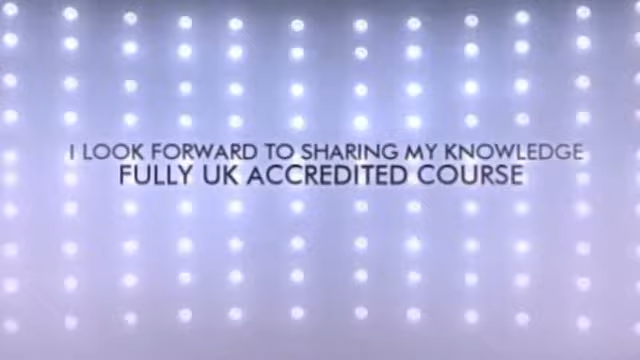 I LOOK FORWARD TO SHARING MY KNOWLEDGE
FULLY UK ACCREDITED COURSE